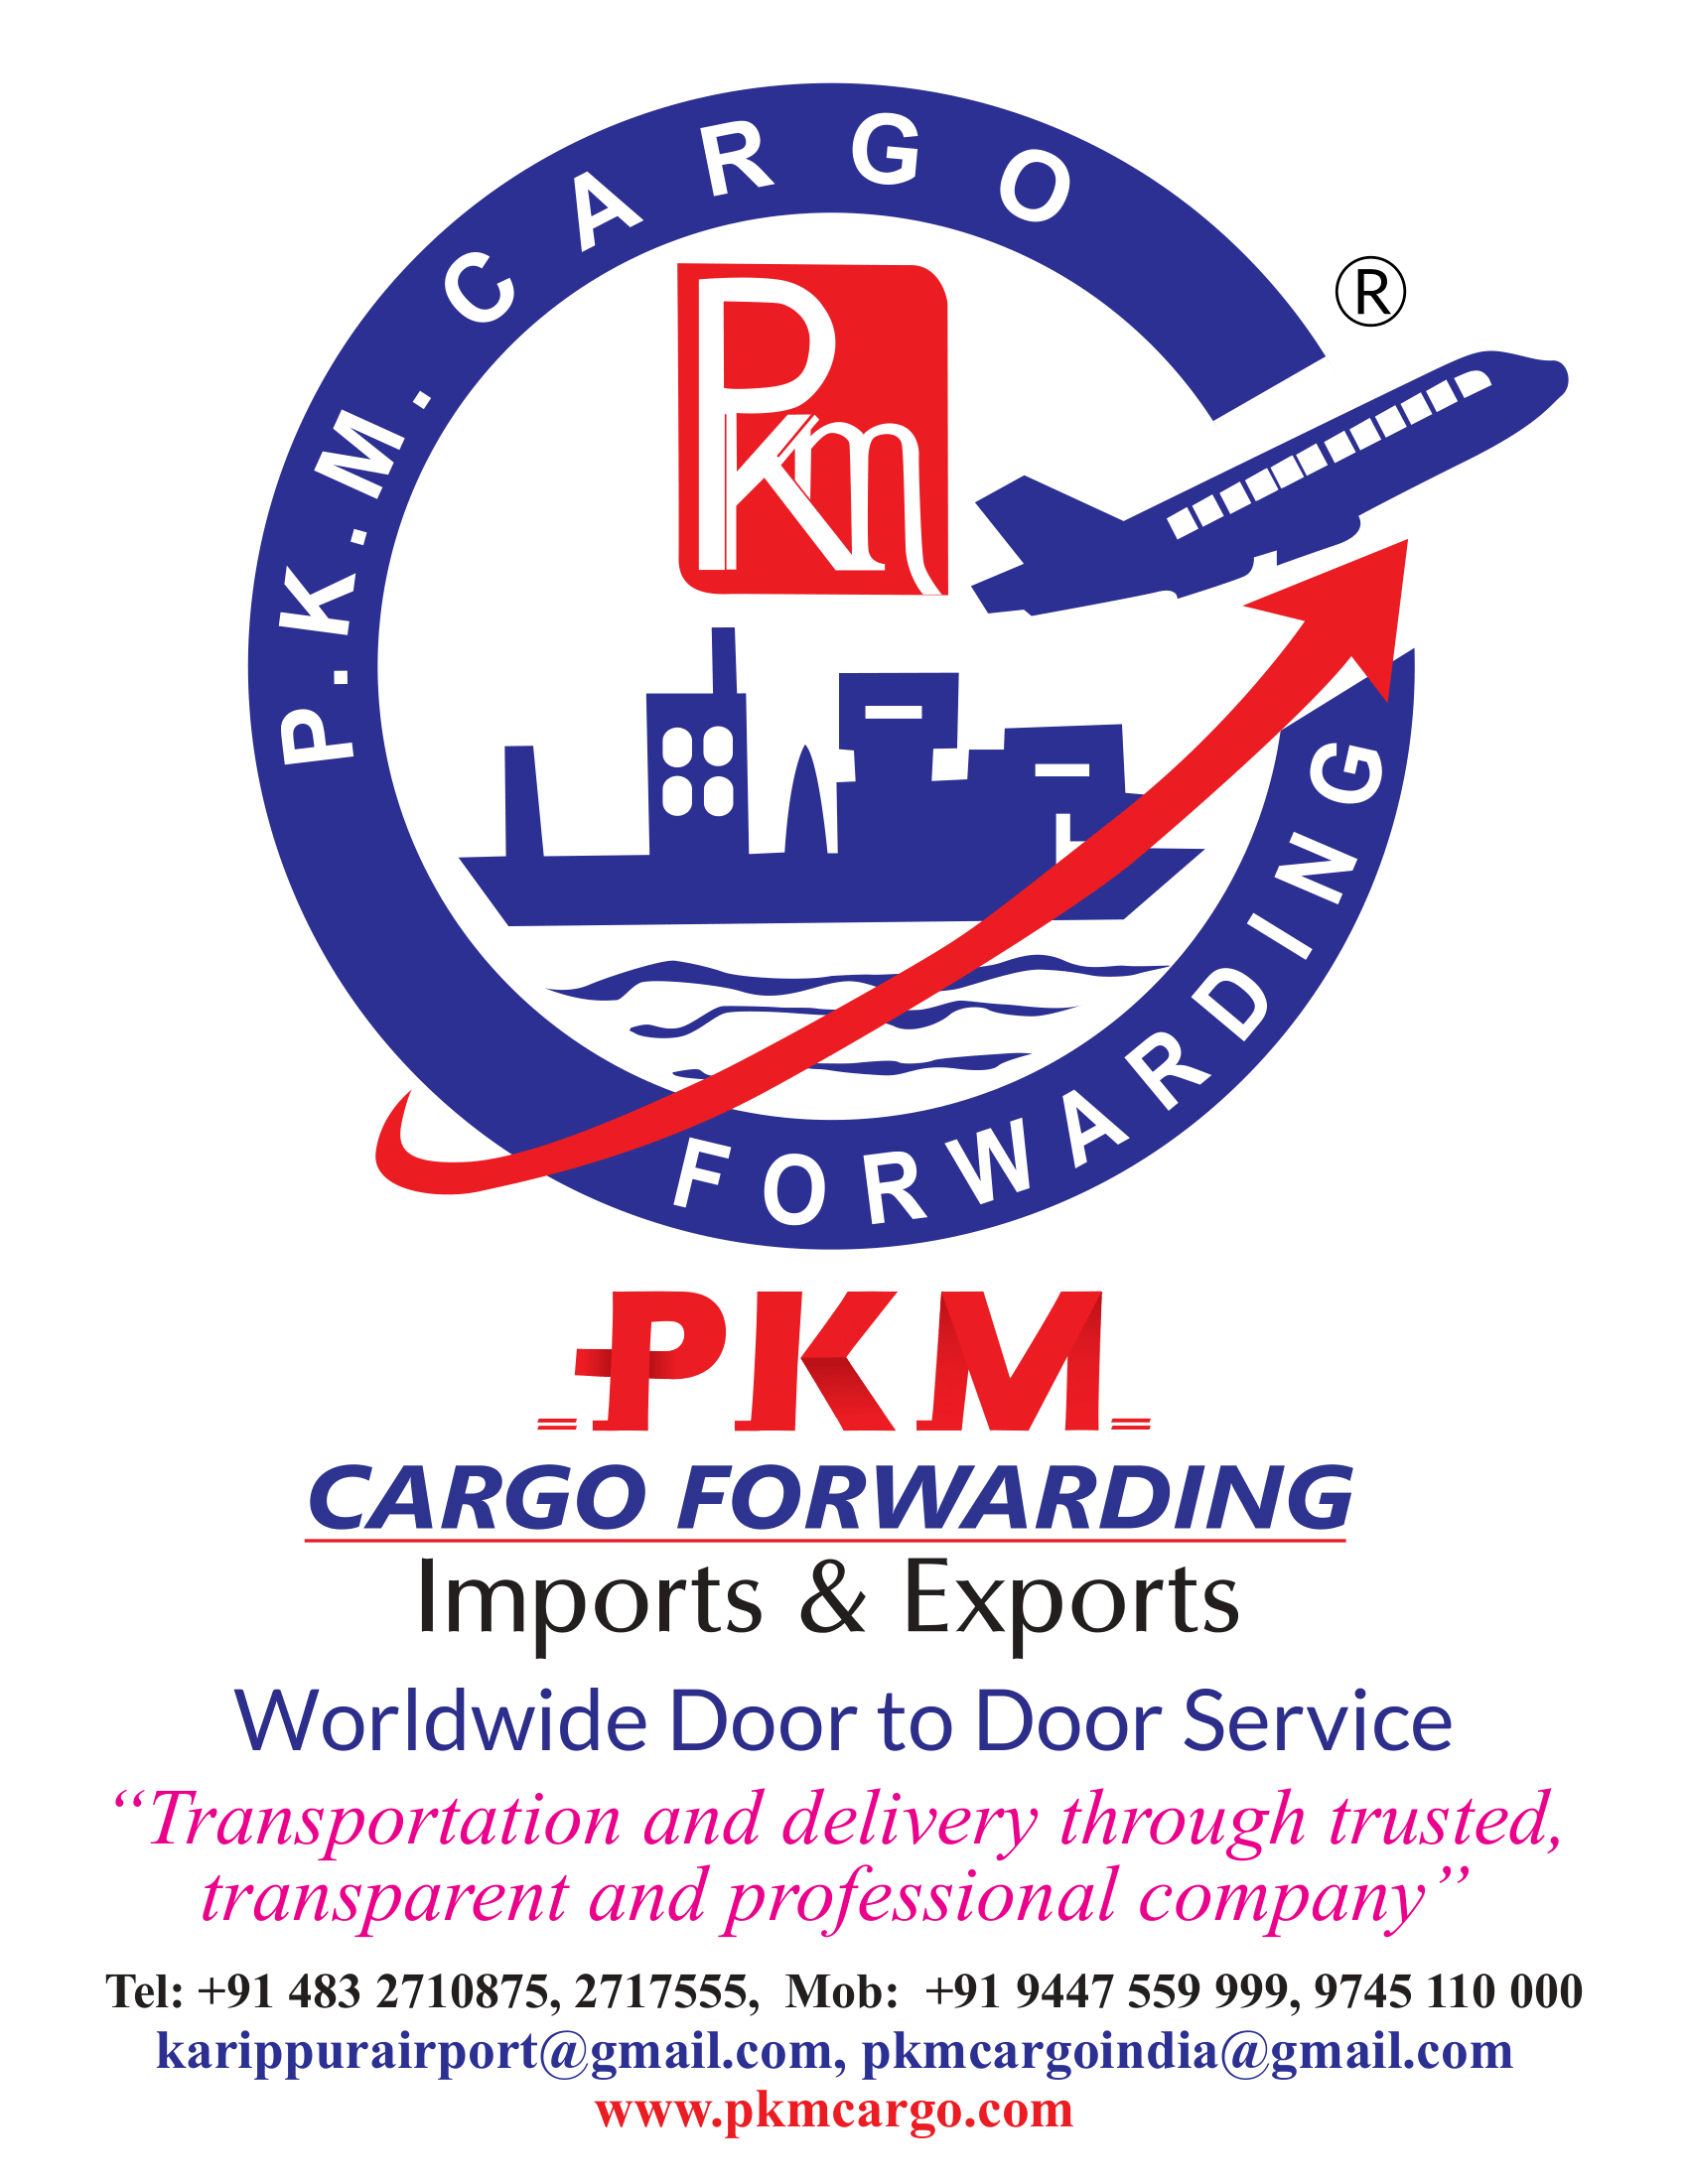 P.K.M. CARGO
®
Pkm
FORWARDING
PKM
CARGO FORWARDING
Imports & Exports
Worldwide Door to Door Service
“Transportation and delivery through trusted,
transparent and professional company”
Tel: +91 483 2710875, 2717555, Mob: +91 9447 559 999, 9745 110 000
karippurairport@gmail.com, pkmcargoindia@gmail.com
www.pkmcargo.com